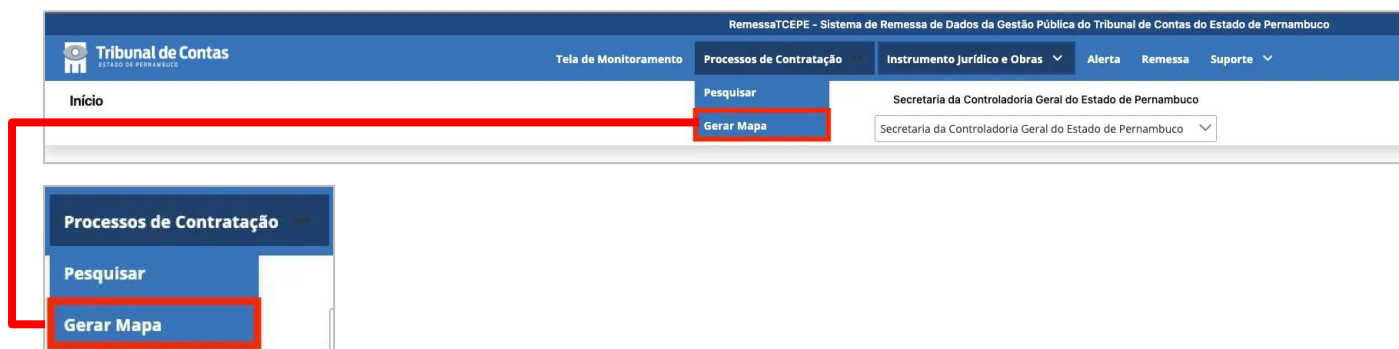 RemessaTCEPE - Sistema de Remessa de Dados da Gestão Pública do Tribunal de Contas do Estado de Pernambuco
Tribunal de Contas
ESTADO DE PERNAMBUCO
Tela de Monitoramento Processos de Contratação Instrumento Jurídico e Obras Alerta Remessa Suporte
Início
Pesquisar
Secretaria da Controladoria Geral do Estado de Pernambuco
Gerar Mapa
Secretaria da Controladoria Geral do Estado de Pernambuco
Processos de Contratação
Pesquisar
Gerar Mapa